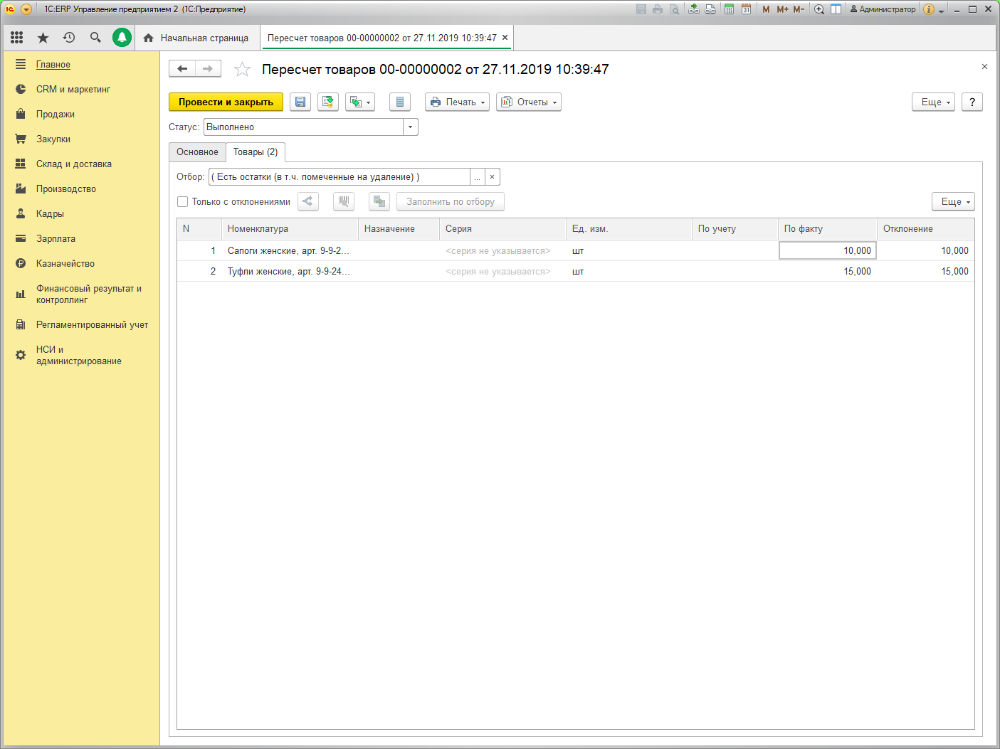 1С:ERP Управление предприятием 2 (1С:Предприятие)
31 M M+ M- Администратор
Начальная страница
Пересчет товаров 00-00000002 от 27.11.2019 10:39:47 ×
Главное
CRM и маркетинг
Продажи
Закупки
Склад и доставка
Производство
Кадры
Зарплата
Казначейство
Финансовый результат и
контроллинг
Регламентированный учет
НСИ и
администрирование
Пересчет товаров 00-00000002 от 27.11.2019 10:39:47
Провести и закрыть Печать Отчеты Еще ?
Статус: Выполнено
Основное Товары (2)
Отбор: ( Есть остатки (в т.ч. помеченные на удаление) ) ... ×
Только с отклонениями Заполнить по отбору Еще
N Номенклатура Назначение Серия Ед. изм. По учету По факту Отклонение
1 Сапоги женские, арт. 9-9-2... <серия не указывается> шт 10,000 10,000
2 Туфли женские, арт. 9-9-24... <серия не указывается> шт 15,000 15,000